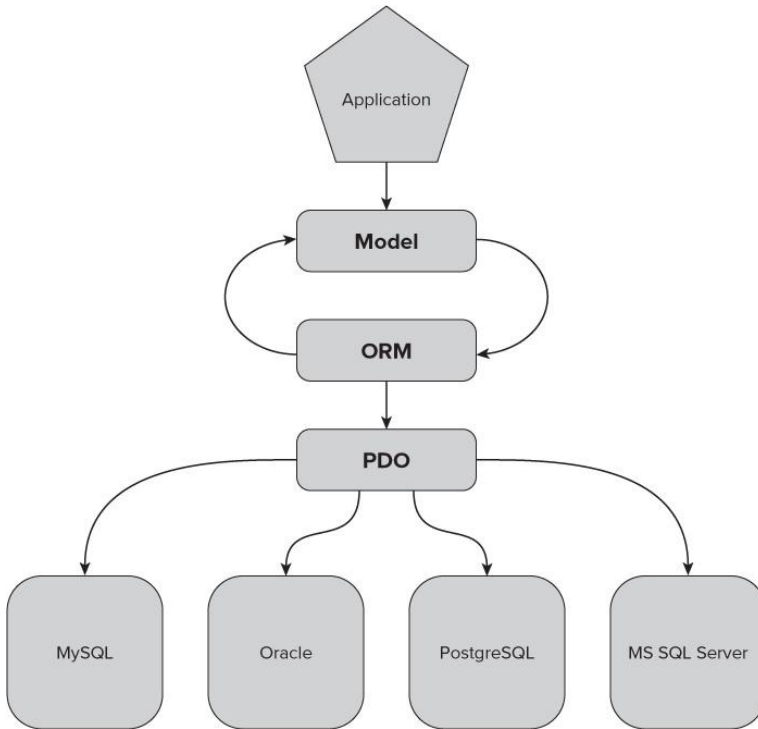 Application
Model
ORM
PDO
MySQL
Oracle
PostgreSQL
MS SQL Server